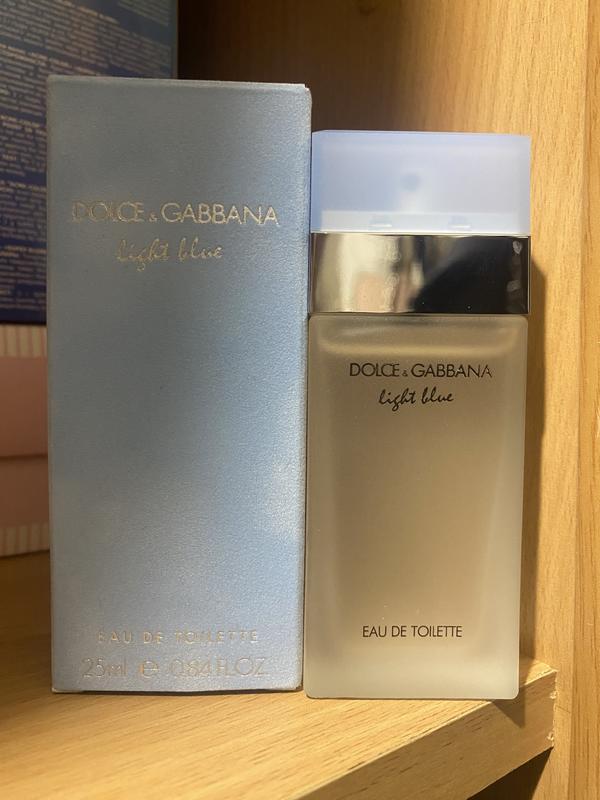 DOLCE & GABBANA
light blue
EAU DE TOILETTE
25ml ℮ 0.84 FL.OZ.
DOLCE & GABBANA
light blue
EAU DE TOILETTE